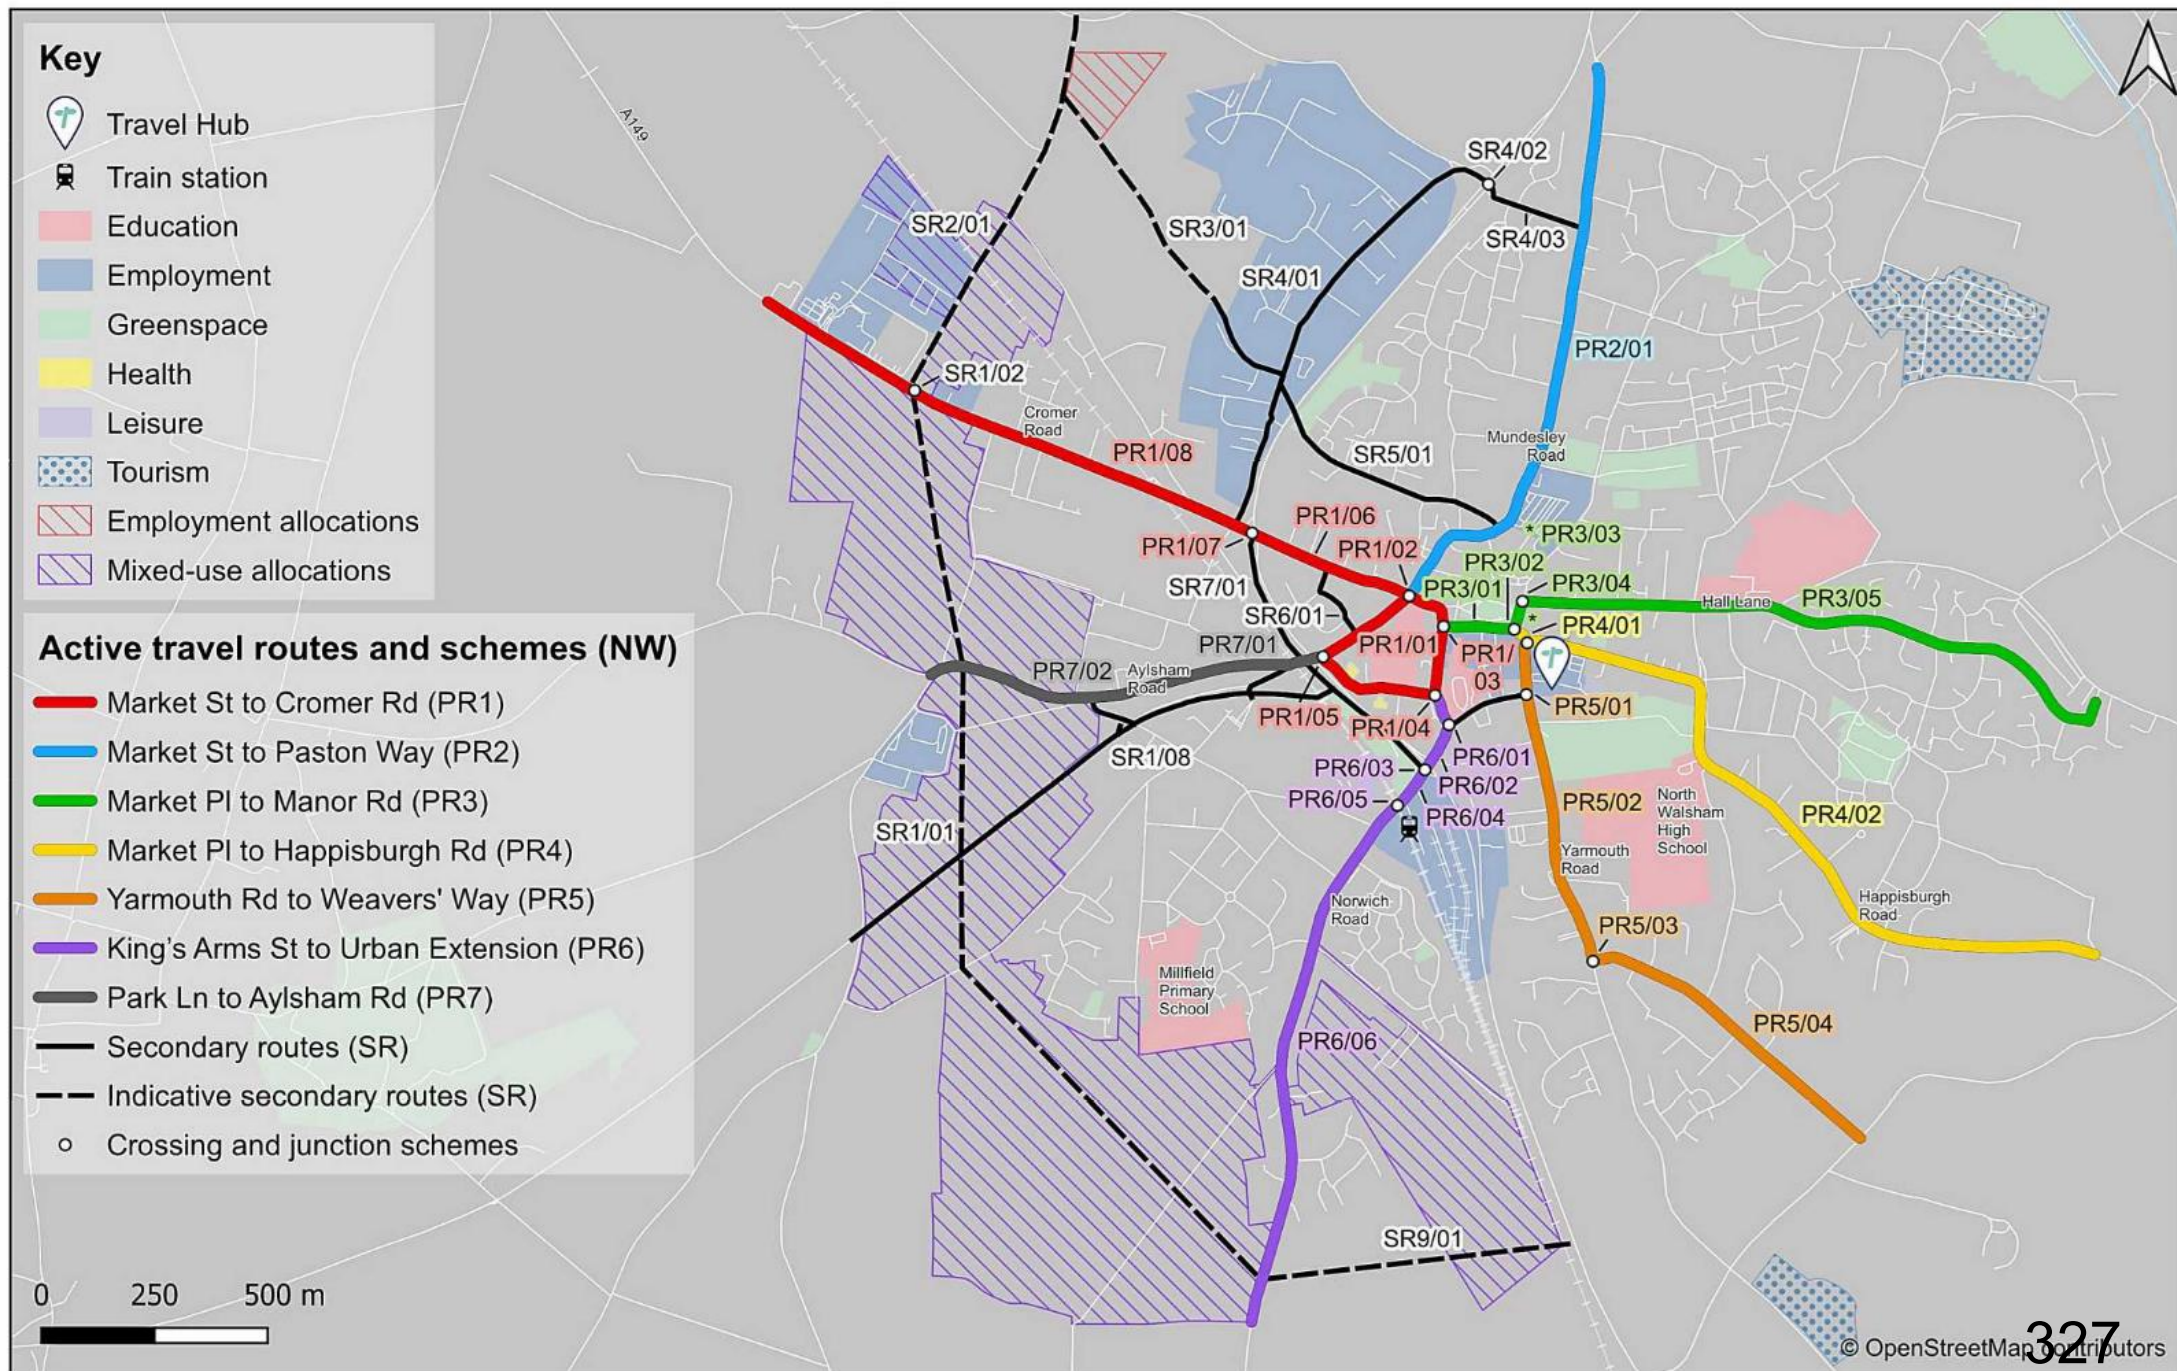 Key
Travel Hub
Train station
Education
Employment
Greenspace
Health
Leisure
Tourism
Employment allocations
Mixed-use allocations
Active travel routes and schemes (NW)
Market St to Cromer Rd (PR1)
Market St to Paston Way (PR2)
Market Pl to Manor Rd (PR3)
Market Pl to Happisburgh Rd (PR4)
Yarmouth Rd to Weavers' Way (PR5)
King's Arms St to Urban Extension (PR6)
Park Ln to Aylsham Rd (PR7)
Secondary routes (SR)
Indicative secondary routes (SR)
Crossing and junction schemes
0 250 500 m
A149
SR4/02
SR2/01
SR3/01
SR4/03
SR4/01
PR2/01
SR1/02
Cromer
Road
PR1/08
Mundesley
Road
SR5/01
PR1/06
PR1/07
PR1/02
* PR3/03
PR3/02
SR7/01
PR3/01
PR3/04
Hall Lane
PR3/05
SR6/01
*
PR4/01
PR7/01
PR1/01
PR1/
03
PR7/02
Aylsham
Road
PR1/05
PR1/04
PR5/01
SR1/08
PR6/01
PR6/03
PR6/02
PR6/05
PR6/04
PR5/02
North
Walsham
High
School
PR4/02
SR1/01
Yarmouth
Road
Norwich
Road
Happisburgh
Road
PR5/03
Millfield
Primary
School
PR5/04
PR6/06
SR9/01
327
© OpenStreetMap contributors